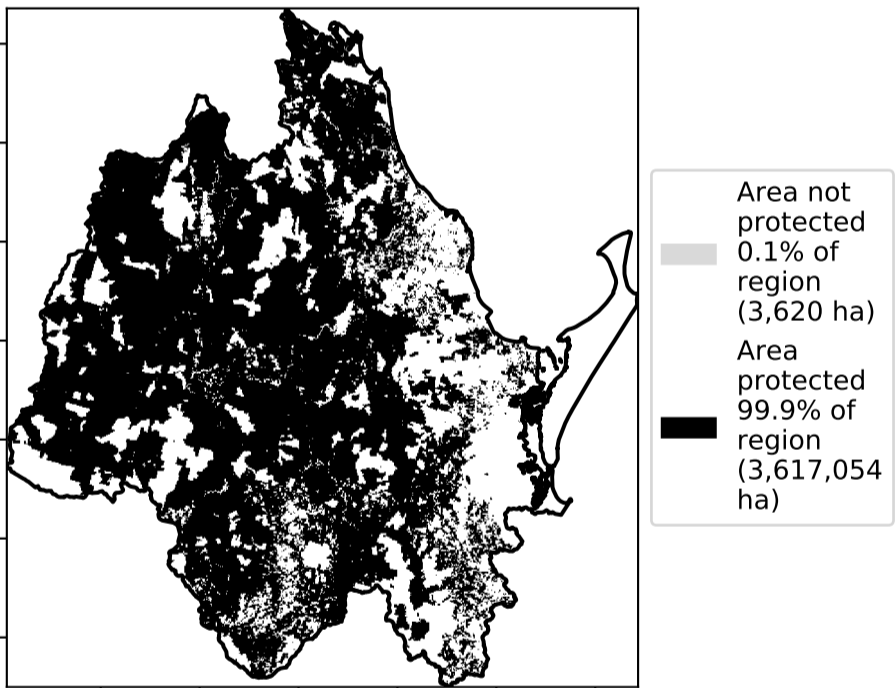 Area not
protected
0.1% of
region
(3,620 ha)
Area
protected
99.9% of
region
(3,617,054
ha)